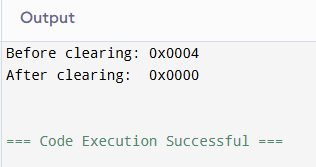 Output
Before clearing: 0x0004
After clearing:  0x0000
=== Code Execution Successful ===